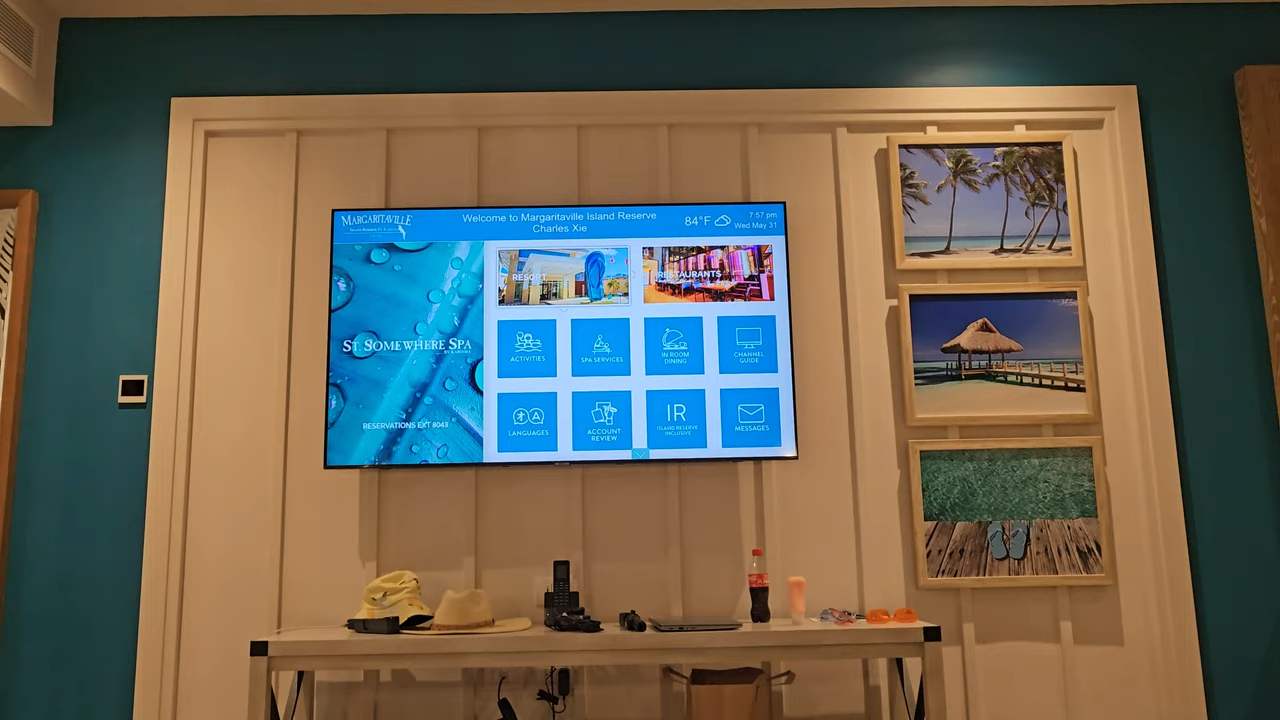 MARGARITAVILLE
Welcome to Margaritaville Island Reserve
Charles Xie
84°F
7:57 pm
Wed May 31
RESORT
RESTAURANTS
ST. SOMEWHERE SPA
BY KARISMA
RESERVATIONS EXT 8043
ACTIVITIES
SPA SERVICES
IN ROOM
DINING
CHANNEL
GUIDE
LANGUAGES
ACCOUNT
REVIEW
IR
ISLAND RESERVE
INCLUSIVE
MESSAGES